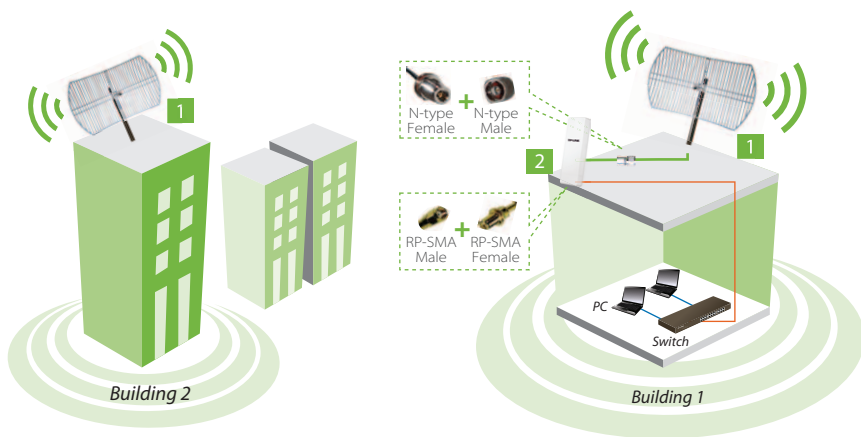 1
Building 2
N-type
Female
+
N-type
Male
2
1
RP-SMA
Male
+
RP-SMA
Female
PC
Switch
Building 1